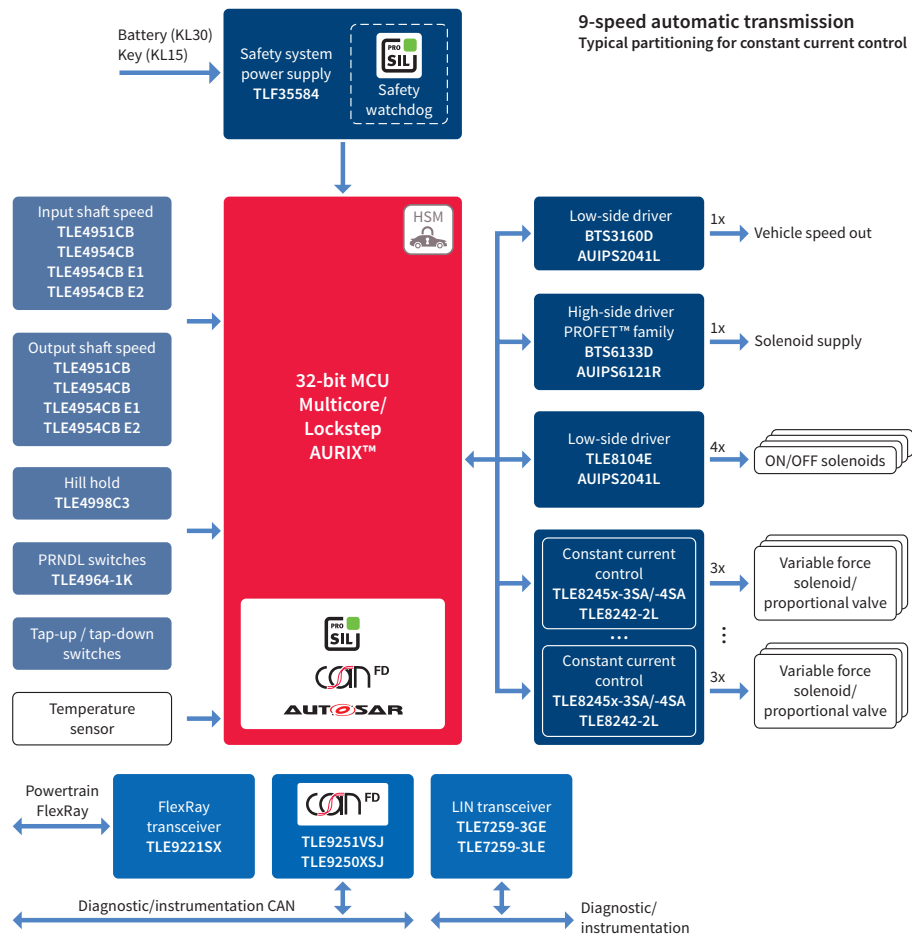 9-speed automatic transmission
Typical partitioning for constant current control
Battery (KL30)
Key (KL15)
Safety system
power supply
TLF35584
PRO
SIL
Safety
watchdog
Input shaft speed
TLE4951CB
TLE4954CB
TLE4954CB E1
TLE4954CB E2
Output shaft speed
TLE4951CB
TLE4954CB
TLE4954CB E1
TLE4954CB E2
Hill hold
TLE4998C3
PRNDL switches
TLE4964-1K
Tap-up / tap-down
switches
Temperature
sensor
HSM
32-bit MCU
Multicore/
Lockstep
AURIX™
PRO
SIL
CAN FD
AUTOSAR
Low-side driver
BTS3160D
AUIPS2041L
1x
Vehicle speed out
High-side driver
PROFET™ family
BTS6133D
AUIPS6121R
1x
Solenoid supply
Low-side driver
TLE8104E
AUIPS2041L
4x
ON/OFF solenoids
Constant current
control
TLE8245x-3SA/-4SA
TLE8242-2L
3x
Variable force
solenoid/
proportional valve
...
Constant current
control
TLE8245x-3SA/-4SA
TLE8242-2L
3x
Variable force
solenoid/
proportional valve
Powertrain
FlexRay
FlexRay
transceiver
TLE9221SX
CAN FD
TLE9251VSJ
TLE9250XSJ
LIN transceiver
TLE7259-3GE
TLE7259-3LE
Diagnostic/instrumentation CAN
Diagnostic/
instrumentation